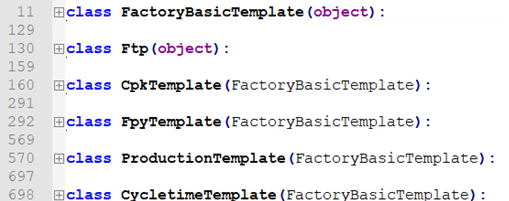 11 class FactoryBasicTemplate(object):
129
130 class Ftp(object):
159
160 class CpkTemplate(FactoryBasicTemplate):
291
292 class FpyTemplate(FactoryBasicTemplate):
569
570 class ProductionTemplate(FactoryBasicTemplate):
697
698 class CycletimeTemplate(FactoryBasicTemplate):